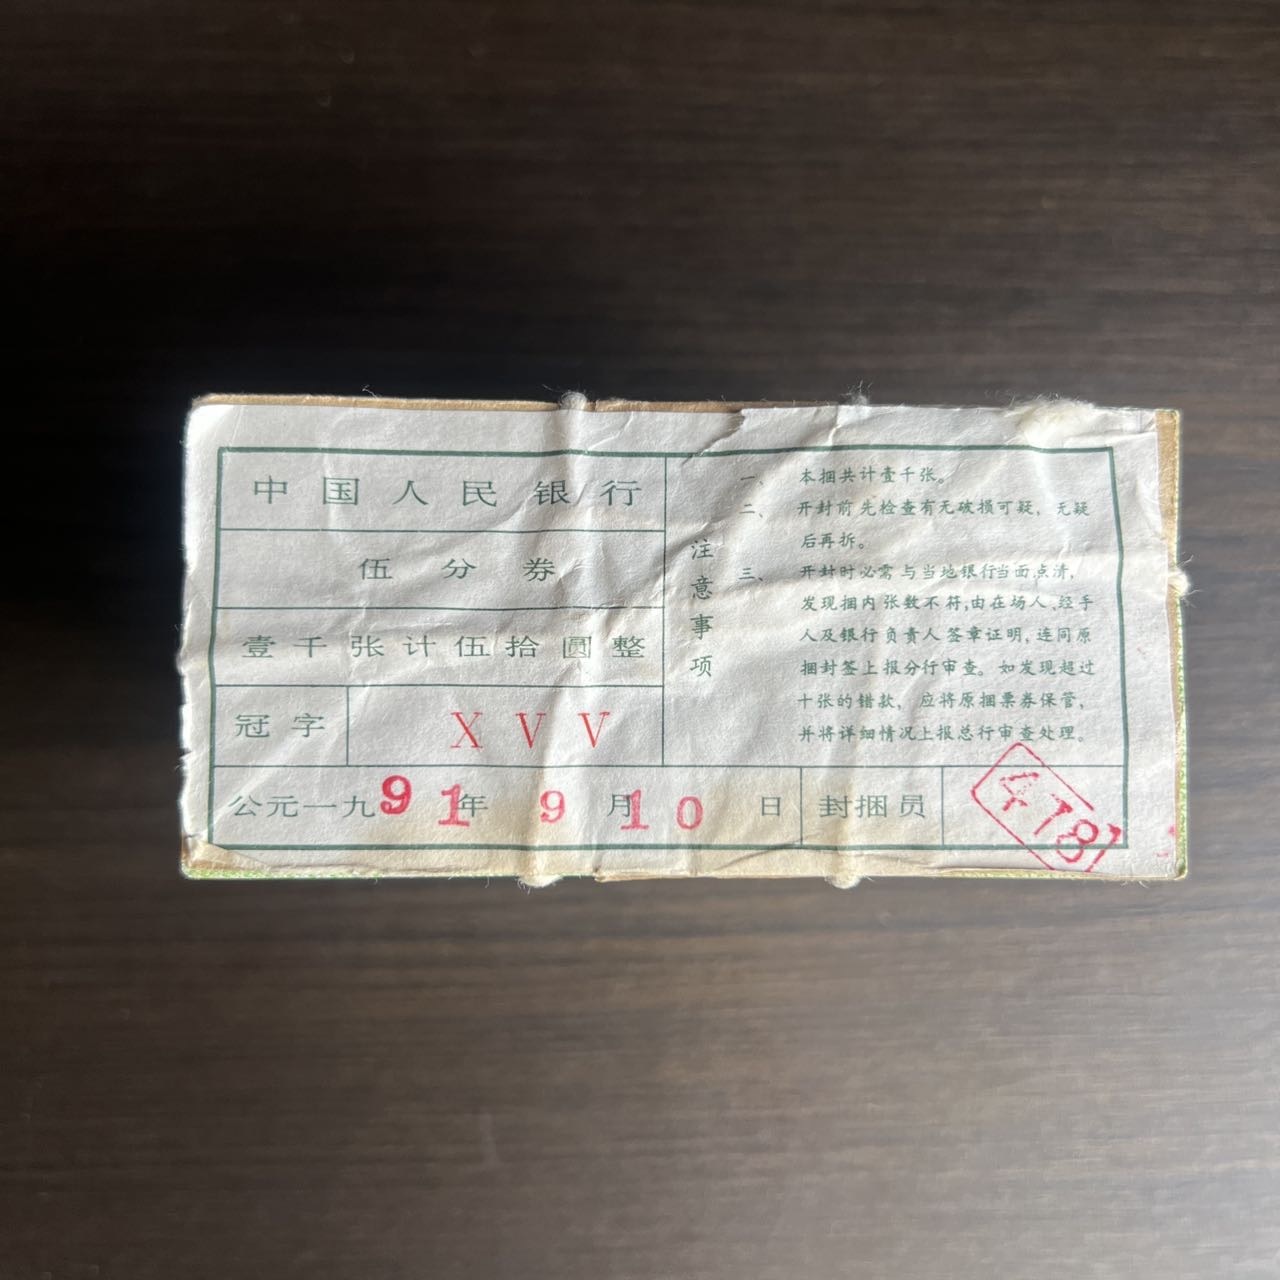 中国人民银行
伍分券
壹千张计伍拾圆整
冠字 X V V
公元一九91年9月10日 封捆员 478
注意事项
一、本捆共计壹千张。
二、开封前先检查有无破损可疑，无疑
后再拆。
三、开封时必需与当地银行当面点清，
发现捆内张数不符，由在场人、经手
人及银行负责人签章证明，连同原
捆封签上报分行审查。如发现超过
十张的错款，应将原捆票券保管，
并将详细情况上报总行审查处理。